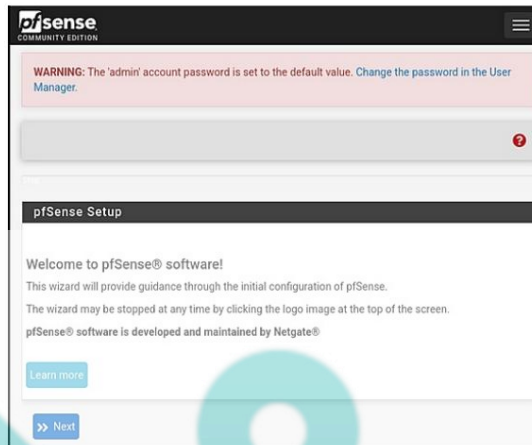 pfsense
COMMUNITY EDITION
WARNING: The 'admin' account password is set to the default value. Change the password in the User
Manager.
pfSense Setup
Welcome to pfSense® software!
This wizard will provide guidance through the initial configuration of pfSense.
The wizard may be stopped at any time by clicking the logo image at the top of the screen.
pfSense® software is developed and maintained by Netgate®
Learn more
Next